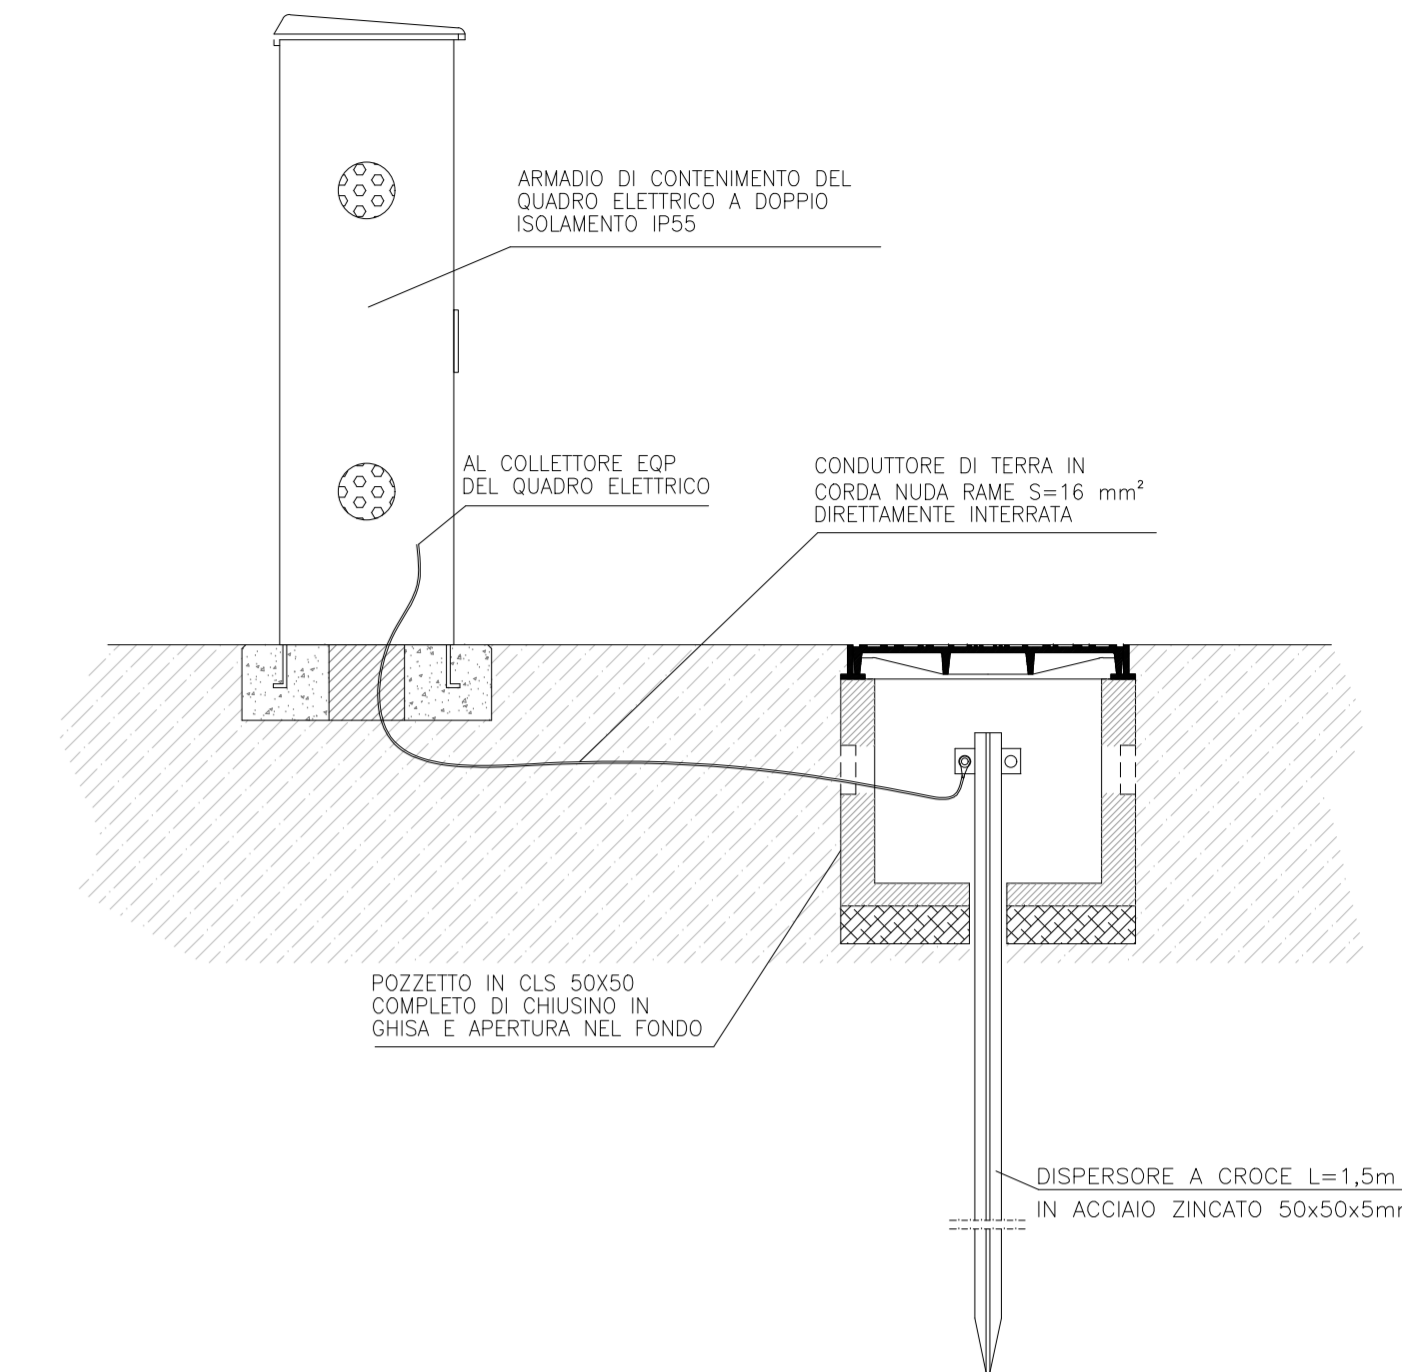 ARMADIO DI CONTENIMENTO DEL
QUADRO ELETTRICO A DOPPIO
ISOLAMENTO IP55
AL COLLETTORE EQP
DEL QUADRO ELETTRICO
CONDUTTORE DI TERRA IN
CORDA NUDA RAME S=16 mm²
DIRETTAMENTE INTERRATA
POZZETTO IN CLS 50X50
COMPLETO DI CHIUSINO IN
GHISA E APERTURA NEL FONDO
DISPERSORE A CROCE L=1,5m
IN ACCIAIO ZINCATO 50x50x5m